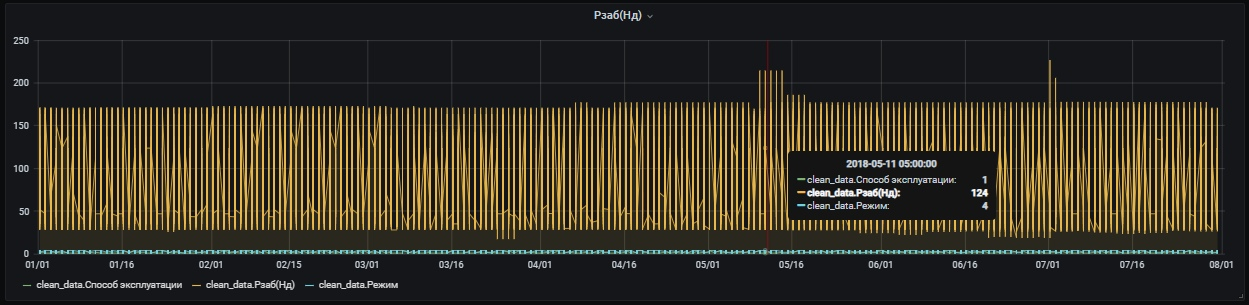 Рзаб(Нд)
250
200
150
100
50
0
2018-05-11 05:00:00
clean_data.Способ эксплуатации: 1
clean_data.Рзаб(Нд): 124
clean_data.Режим: 4
01/01 01/16 02/01 02/15 03/01 03/16 04/01 04/16 05/01 05/16 06/01 06/16 07/01 07/16 08/01
clean_data.Способ эксплуатации clean_data.Рзаб(Нд) clean_data.Режим